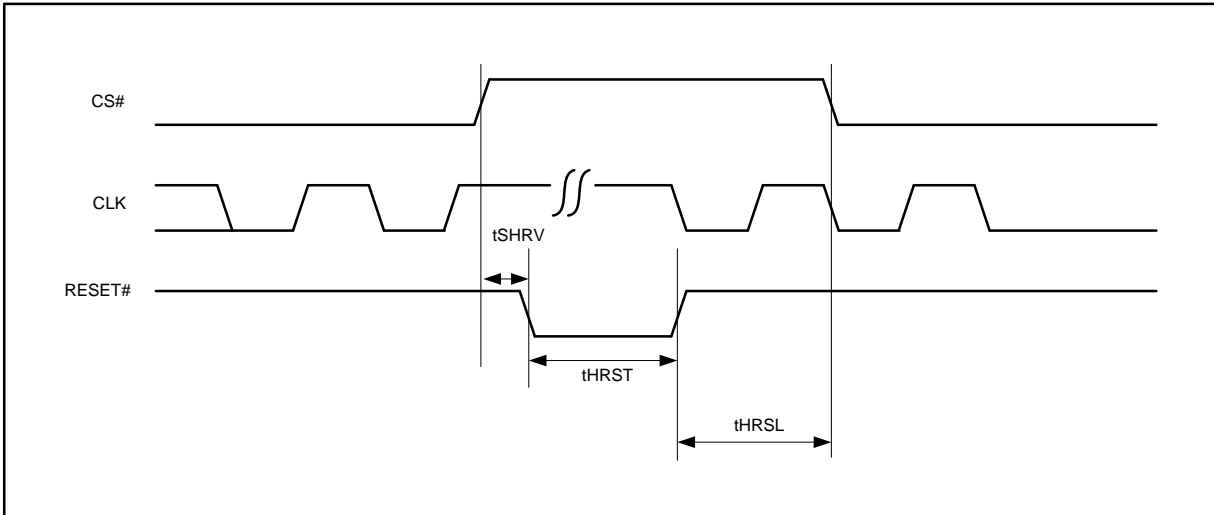 CS#
CLK
tSHRV
RESET#
tHRST
tHRSL